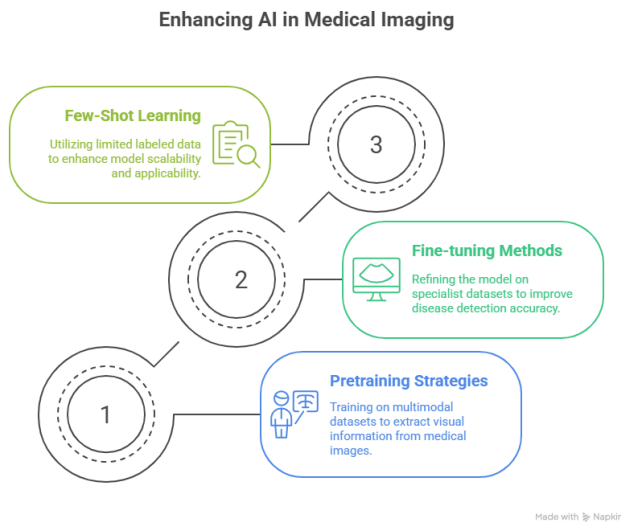 Enhancing AI in Medical Imaging
3
Few-Shot Learning
Utilizing limited labeled data
to enhance model scalability
and applicability.
2
Fine-tuning Methods
Refining the model on
specialist datasets to improve
disease detection accuracy.
1
Pretraining Strategies
Training on multimodal
datasets to extract visual
information from medical
images.
Made with Napkin